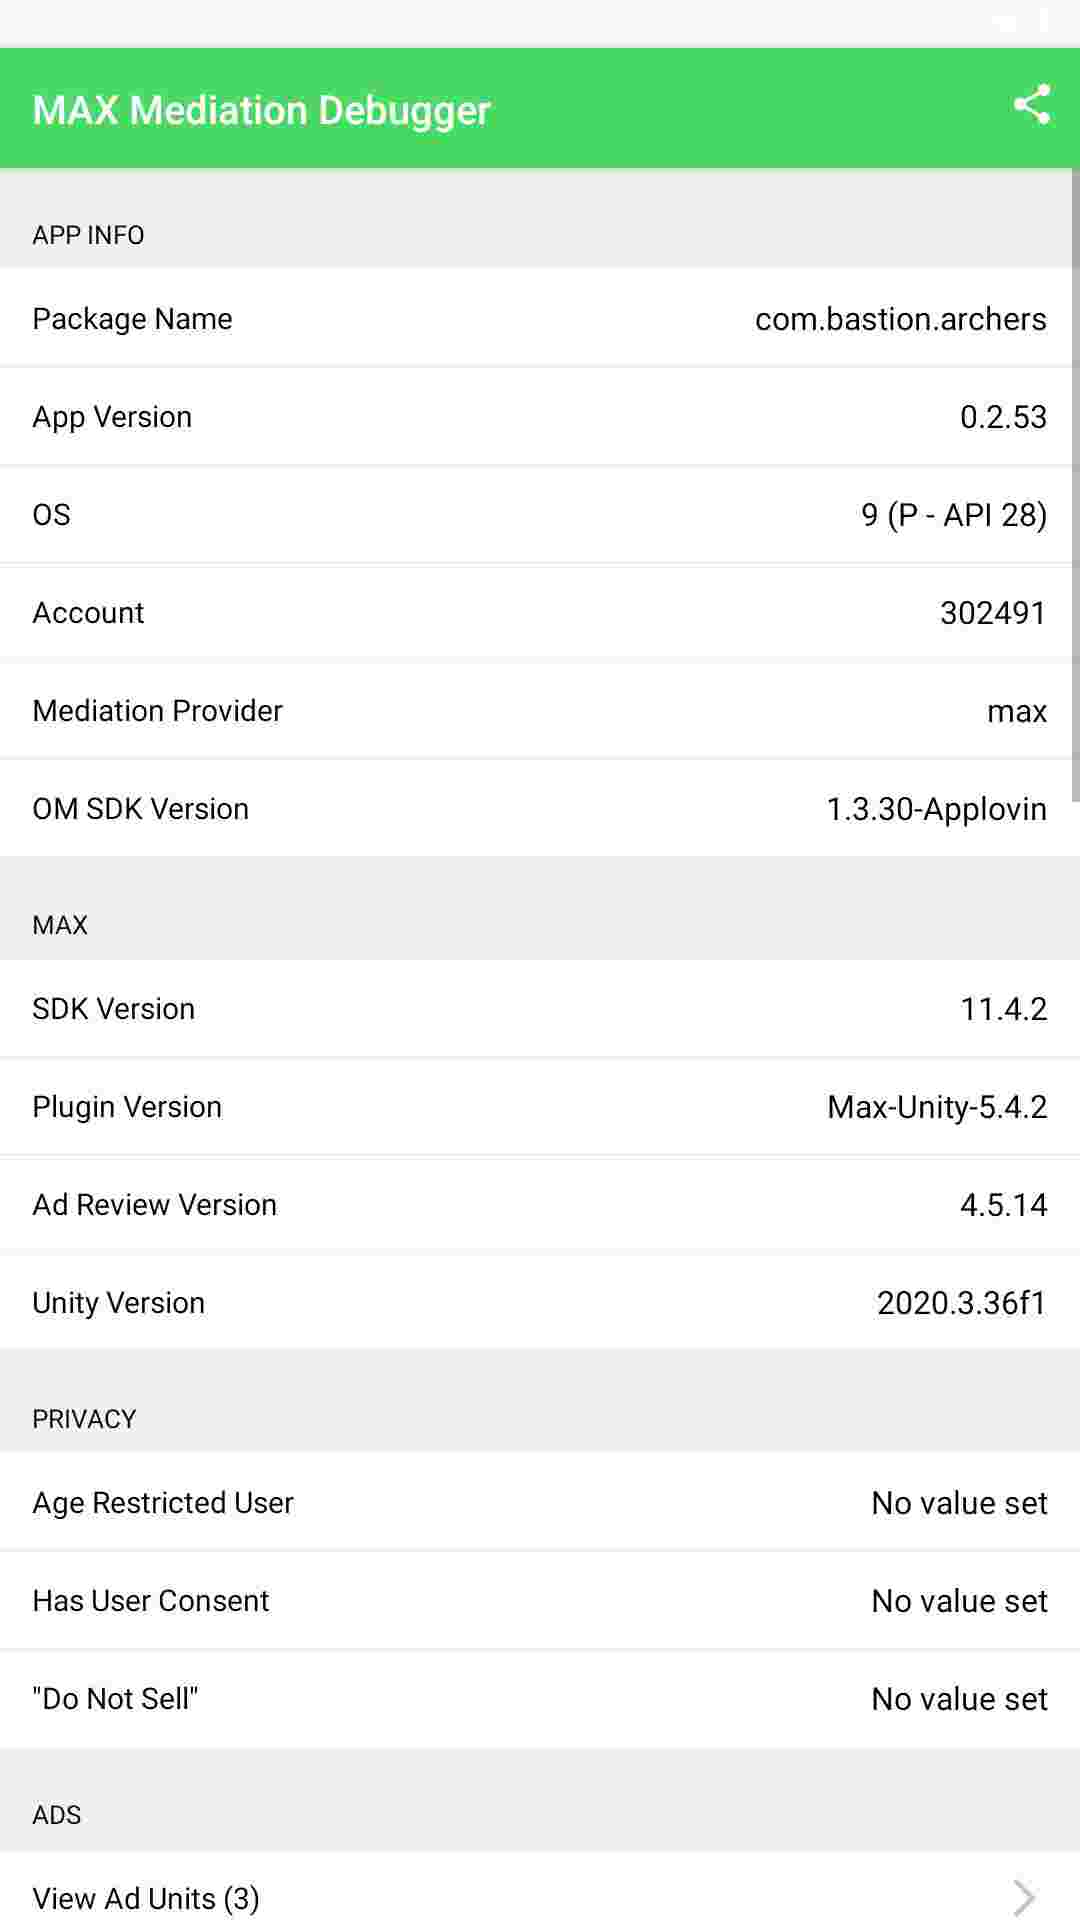 MAX Mediation Debugger
APP INFO
Package Name com.bastion.archers
App Version 0.2.53
OS 9 (P - API 28)
Account 302491
Mediation Provider max
OM SDK Version 1.3.30-Applovin
MAX
SDK Version 11.4.2
Plugin Version Max-Unity-5.4.2
Ad Review Version 4.5.14
Unity Version 2020.3.36f1
PRIVACY
Age Restricted User No value set
Has User Consent No value set
"Do Not Sell" No value set
ADS
View Ad Units (3)